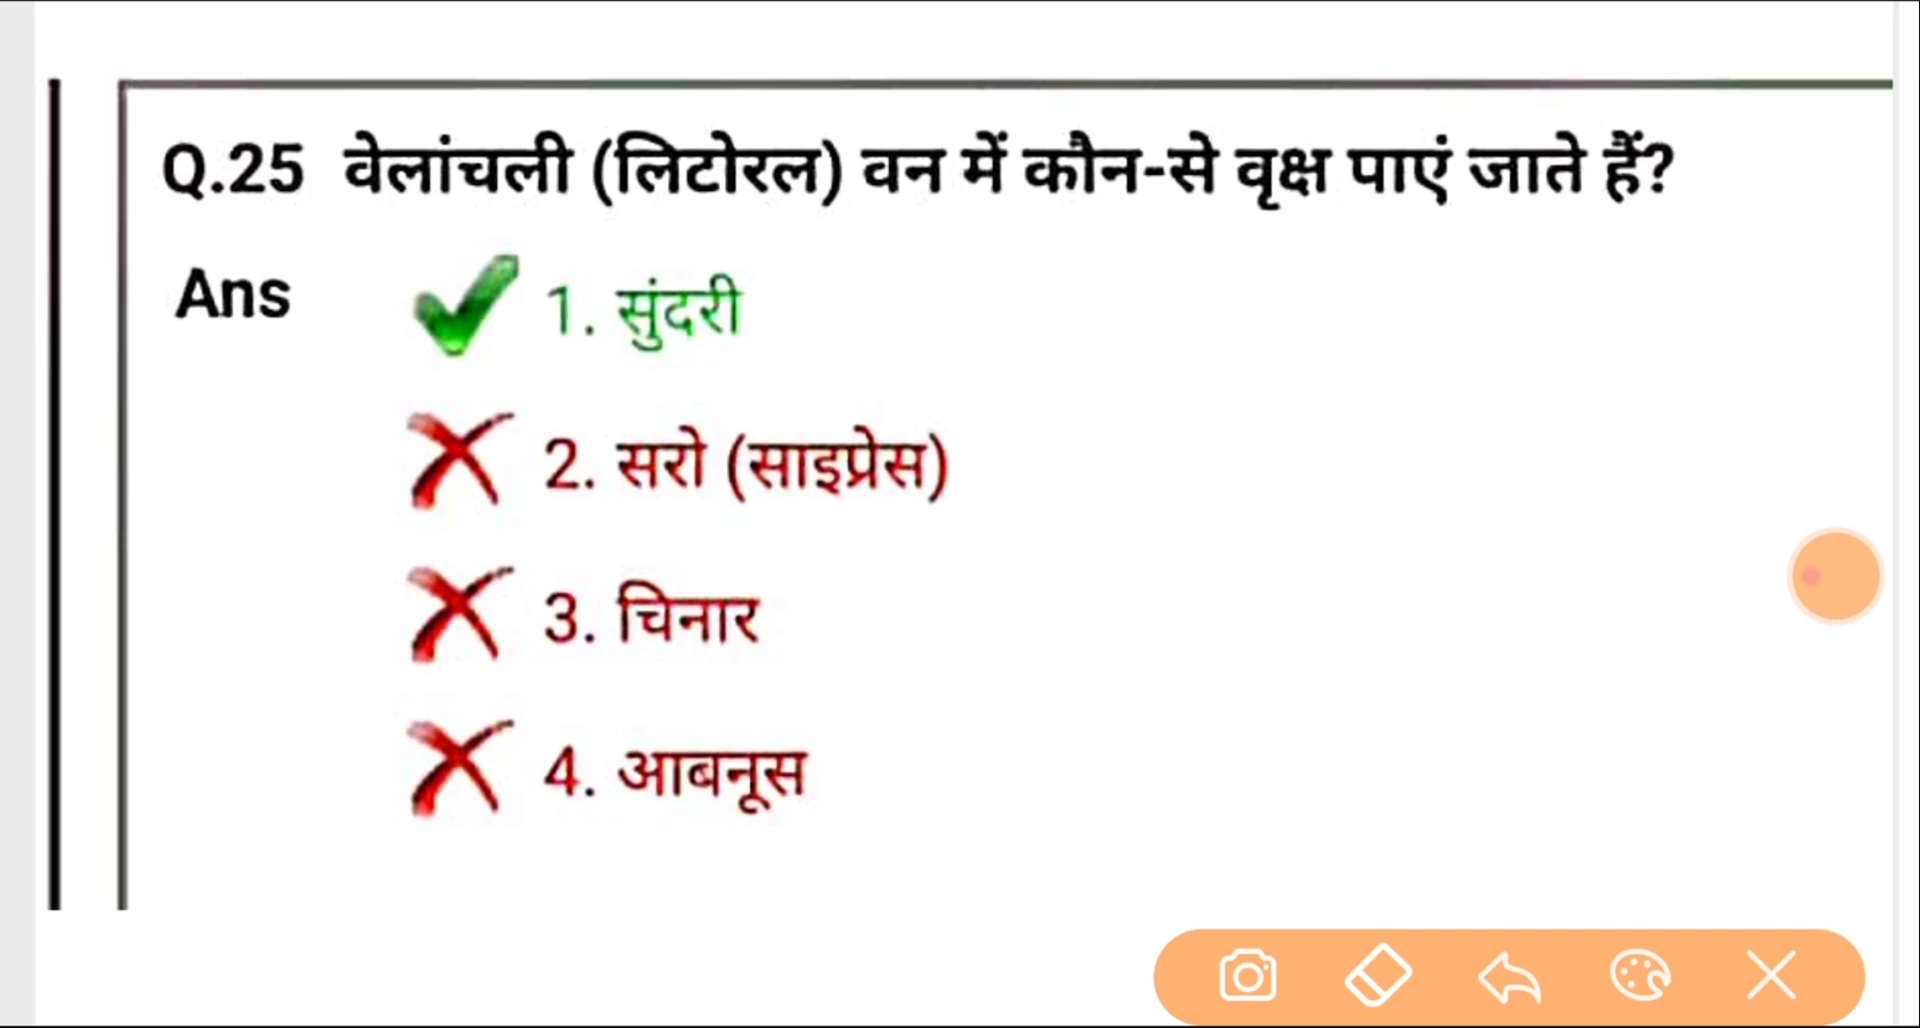 Q.25 वेलांचली (लिटोरल) वन में कौन-से वृक्ष पाएं जाते हैं?
Ans 1. सुंदरी
2. सरो (साइप्रेस)
3. चिनार
4. आबनूस